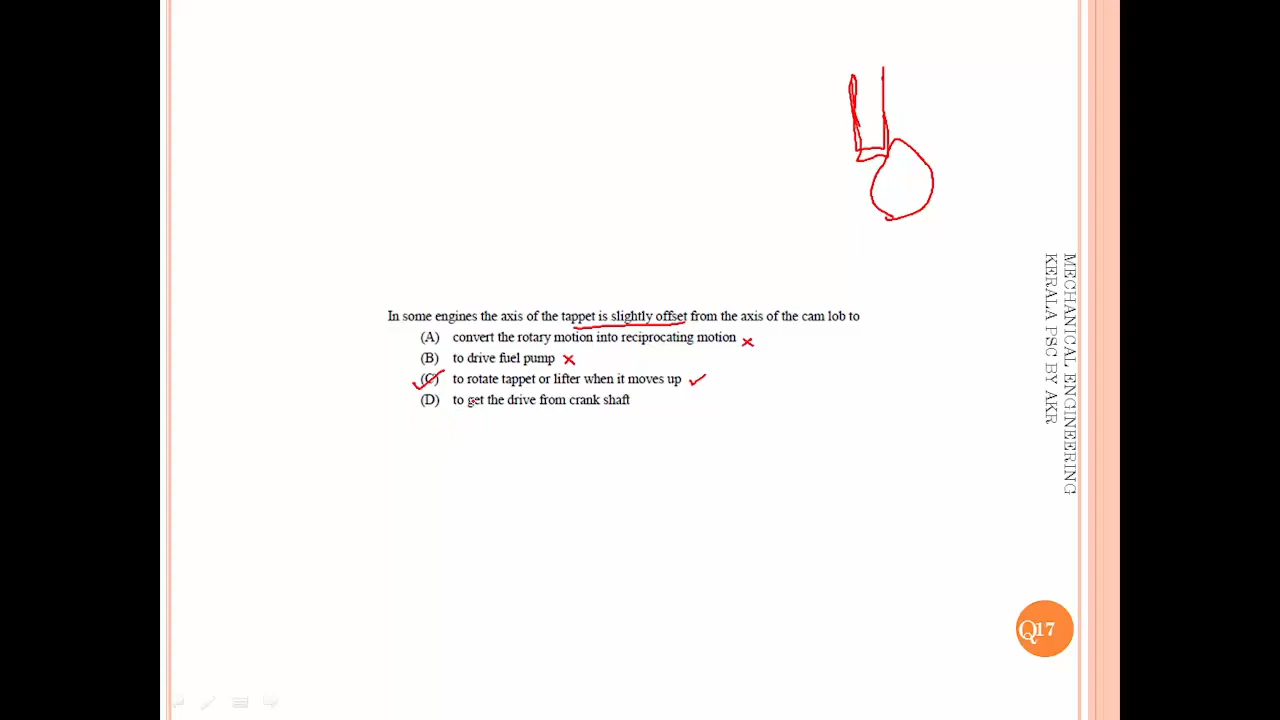 In some engines the axis of the tappet is slightly offset from the axis of the cam lob to
(A) convert the rotary motion into reciprocating motion
(B) to drive fuel pump
(C) to rotate tappet or lifter when it moves up
(D) to get the drive from crank shaft
MECHANICAL ENGINEERING
KERALA PSC BY AKR
Q17